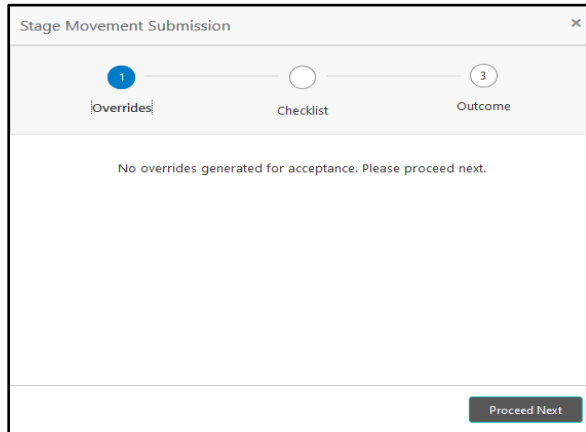 Stage Movement Submission ×
1
3
Overrides
Checklist
Outcome
No overrides generated for acceptance. Please proceed next.
Proceed Next